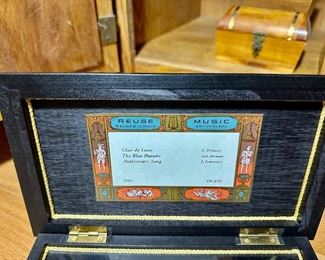 REUGE MUSIC
SAINTE-CROIX SWITZERLAND
Clair de Lune C. Debussy
The Blue Danube Joh. Strauss
Anniversary Song J. Ivanovici